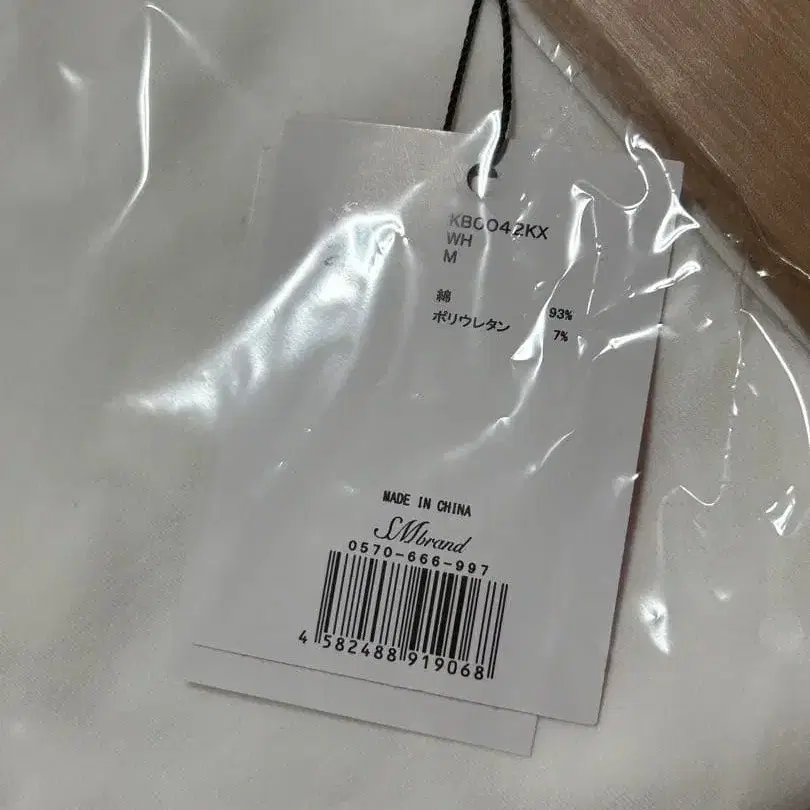 KB0042KX
WH
M
綿 93%
ポリウレタン 7%
MADE IN CHINA
SMbrand
0570-666-997
4 582488 919068